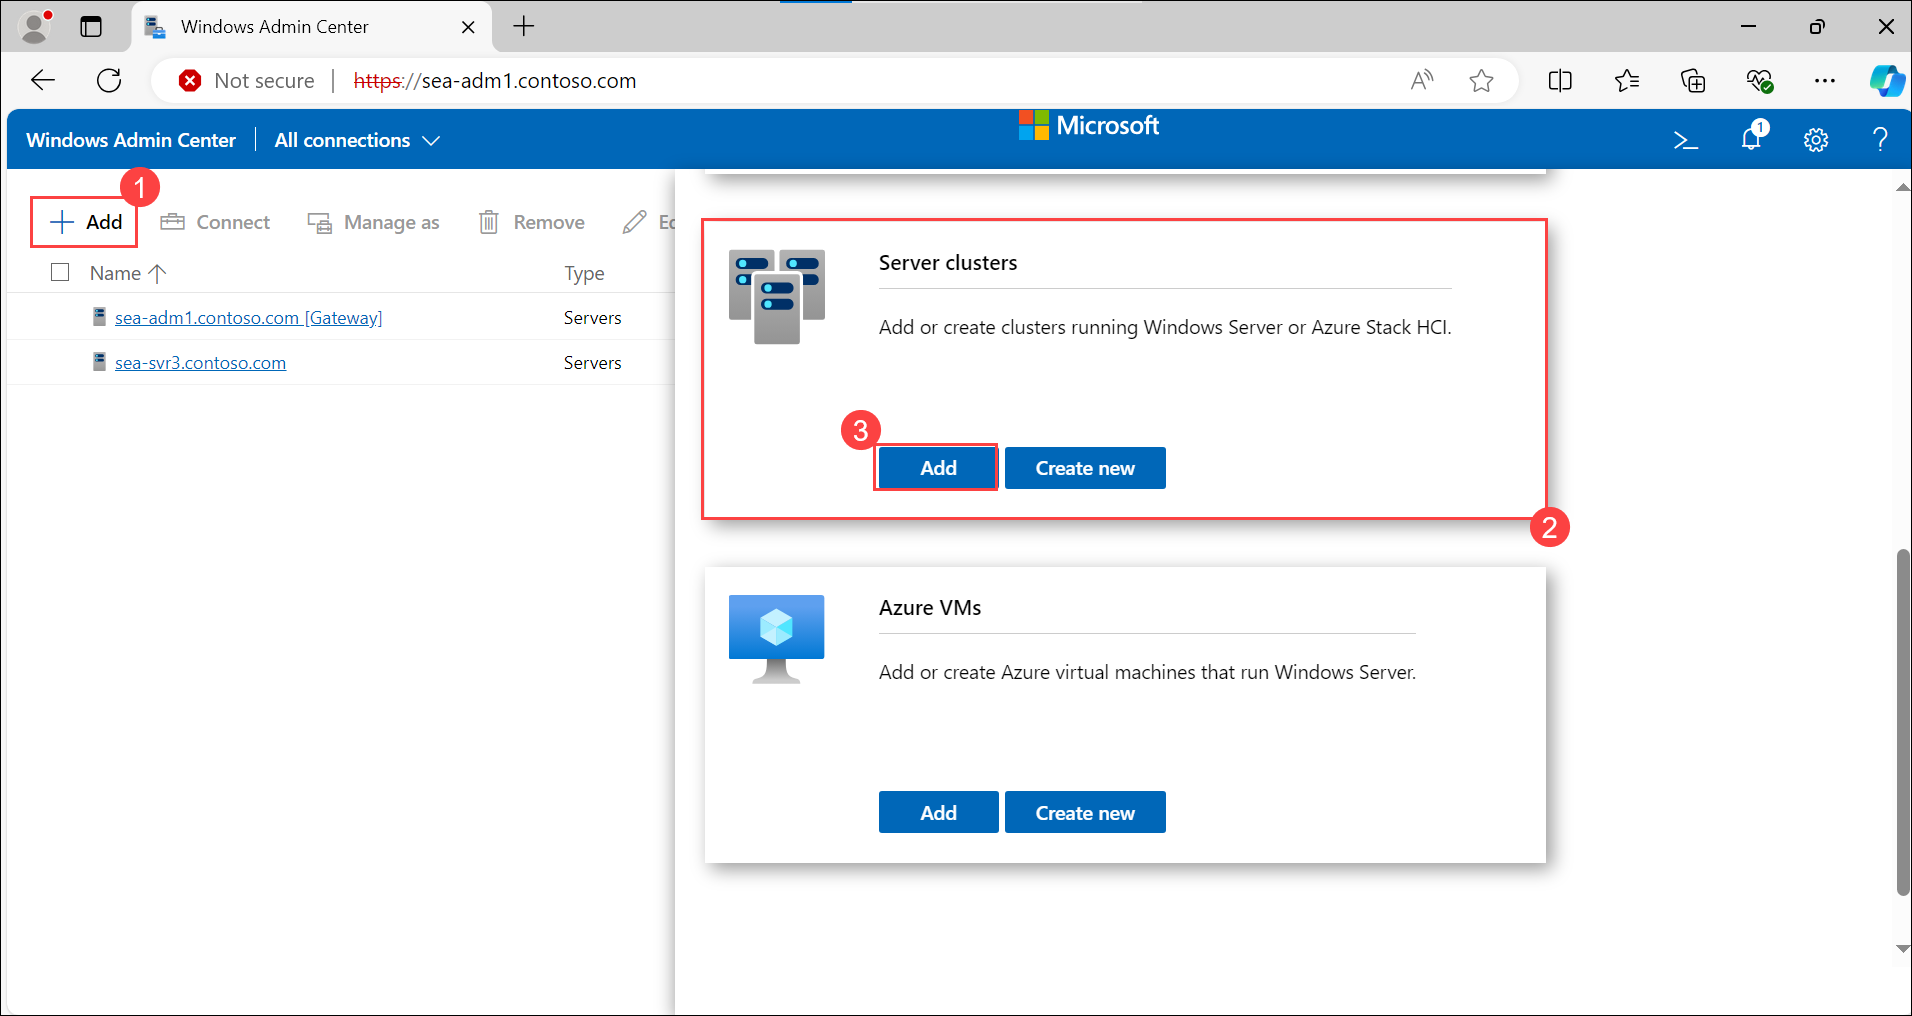 Windows Admin Center
Not secure https://sea-adm1.contoso.com
Windows Admin Center All connections
Microsoft
1
1
Add Connect Manage as Remove Ec
Name Type
sea-adm1.contoso.com [Gateway] Servers
sea-svr3.contoso.com Servers
Server clusters
Add or create clusters running Windows Server or Azure Stack HCI.
3
Add Create new
2
Azure VMs
Add or create Azure virtual machines that run Windows Server.
Add Create new